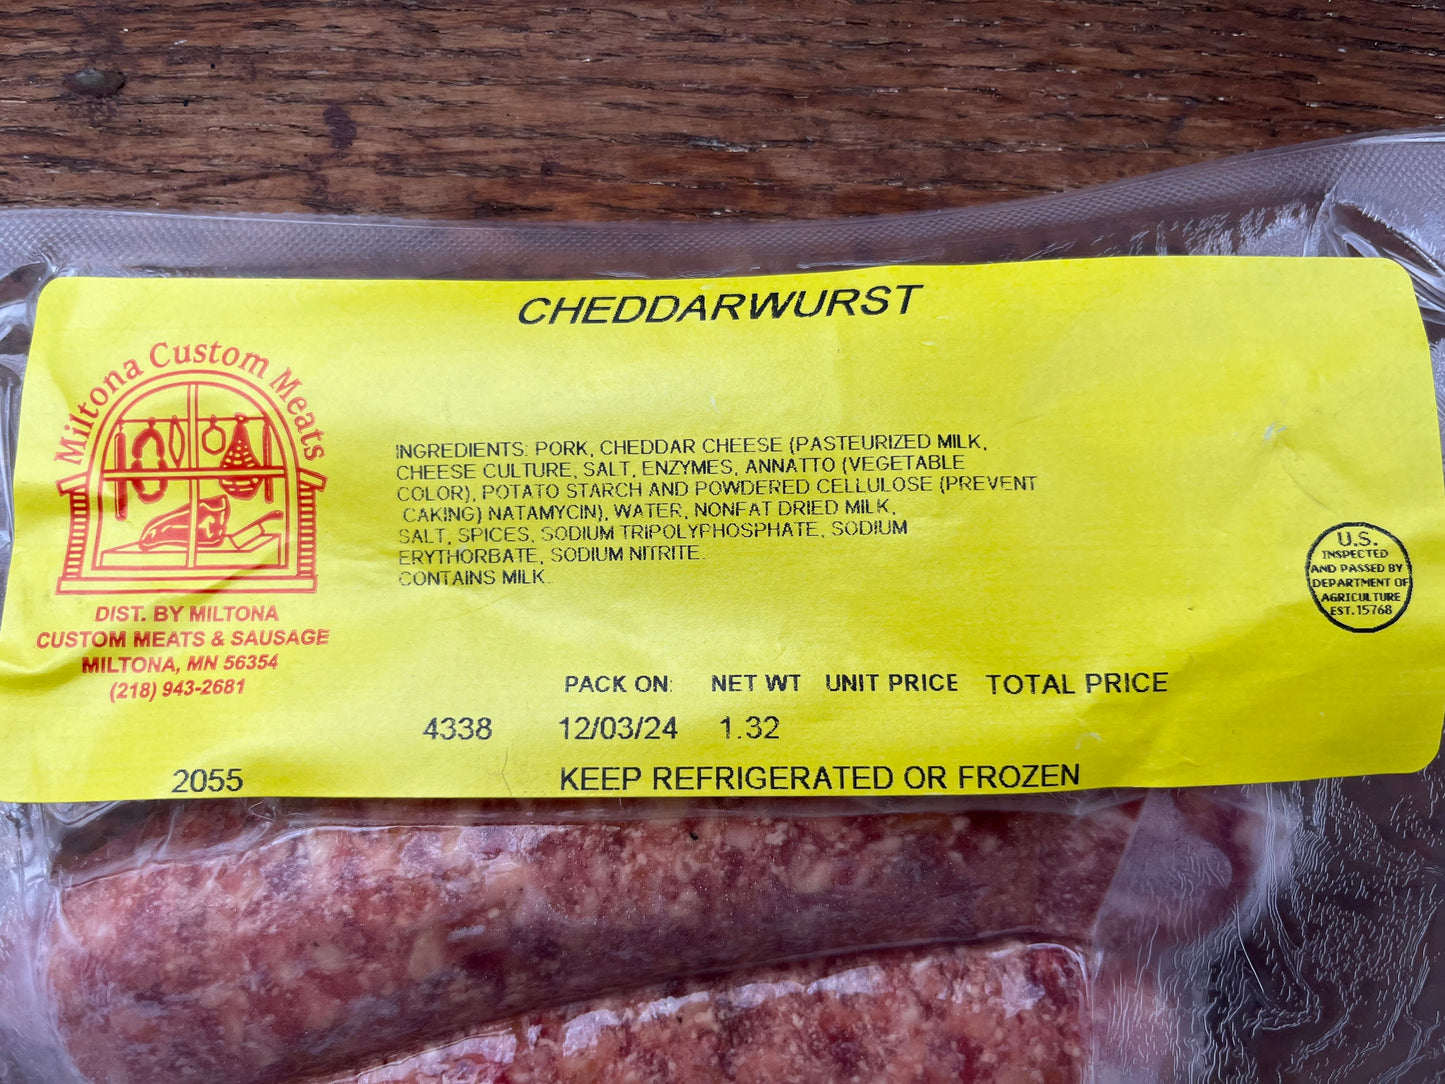 CHEDDARWURST
Miltona Custom Meats
INGREDIENTS: PORK, CHEDDAR CHEESE (PASTEURIZED MILK,
CHEESE CULTURE, SALT, ENZYMES, ANNATTO (VEGETABLE
COLOR), POTATO STARCH AND POWDERED CELLULOSE (PREVENT
CAKING) NATAMYCIN), WATER, NONFAT DRIED MILK,
SALT, SPICES, SODIUM TRIPOLYPHOSPHATE, SODIUM
ERYTHORBATE, SODIUM NITRITE.
CONTAINS MILK.
U.S.
INSPECTED
AND PASSED BY
DEPARTMENT OF
AGRICULTURE
EST. 15768
DIST. BY MILTONA
CUSTOM MEATS & SAUSAGE
MILTONA, MN 56354
(218) 943-2681
PACK ON: NET WT UNIT PRICE TOTAL PRICE
4338 12/03/24 1.32
2055 KEEP REFRIGERATED OR FROZEN